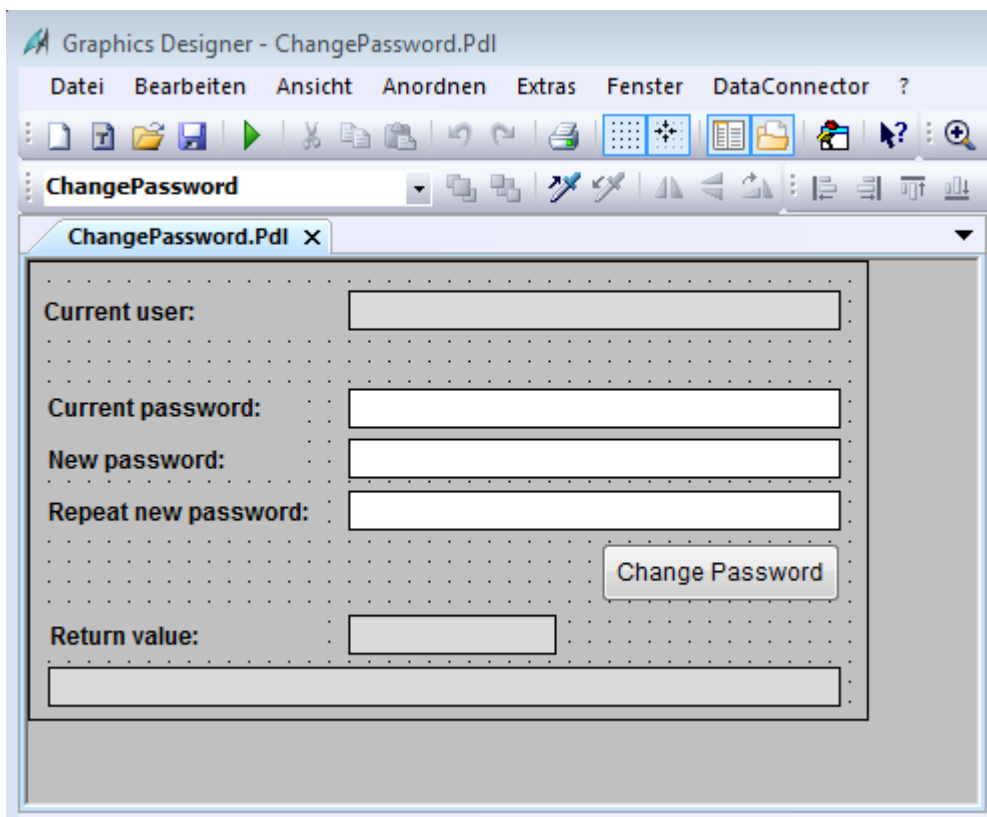 Graphics Designer - ChangePassword.Pdl
Datei Bearbeiten Ansicht Anordnen Extras Fenster DataConnector ?
ChangePassword
ChangePassword.Pdl X
Current user:
Current password:
New password:
Repeat new password:
Change Password
Return value: